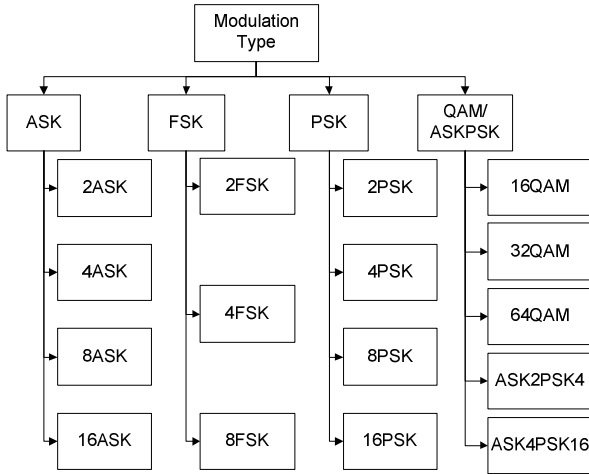 Modulation
Type
ASK
FSK
PSK
QAM/
ASKPSK
2ASK
4ASK
8ASK
16ASK
2FSK
4FSK
8FSK
2PSK
4PSK
8PSK
16PSK
16QAM
32QAM
64QAM
ASK2PSK4
ASK4PSK16